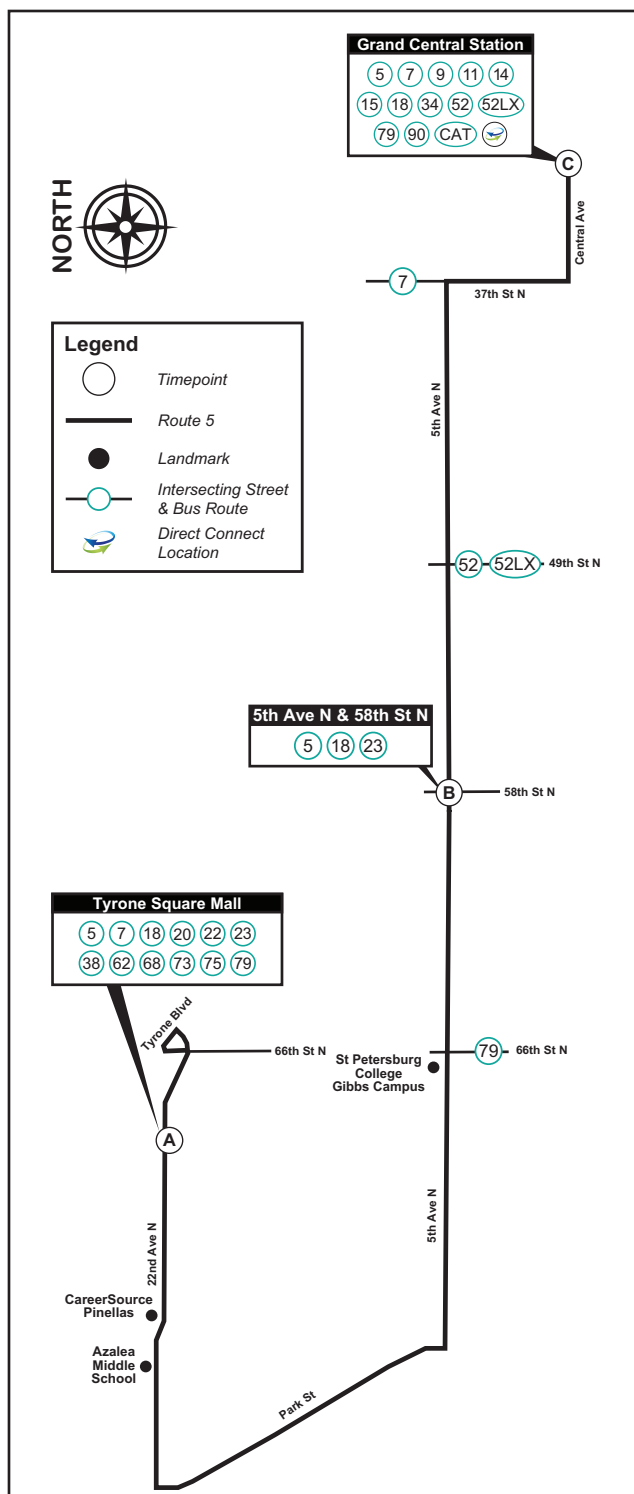 Grand Central Station
5 7 9 11 14
15 18 34 52 52LX
79 90 CAT
C
NORTH
Central Ave
7
37th St N
Legend
Timepoint
Route 5
Landmark
Intersecting Street
& Bus Route
Direct Connect
Location
5th Ave N
52 52LX 49th St N
5th Ave N & 58th St N
5 18 23
B
58th St N
Tyrone Square Mall
5 7 18 20 22 23
38 62 68 73 75 79
Tyrone Blvd
66th St N
St Petersburg
College
Gibbs Campus
79 66th St N
A
22nd Ave N
5th Ave N
CareerSource
Pinellas
Azalea
Middle
School
Park St